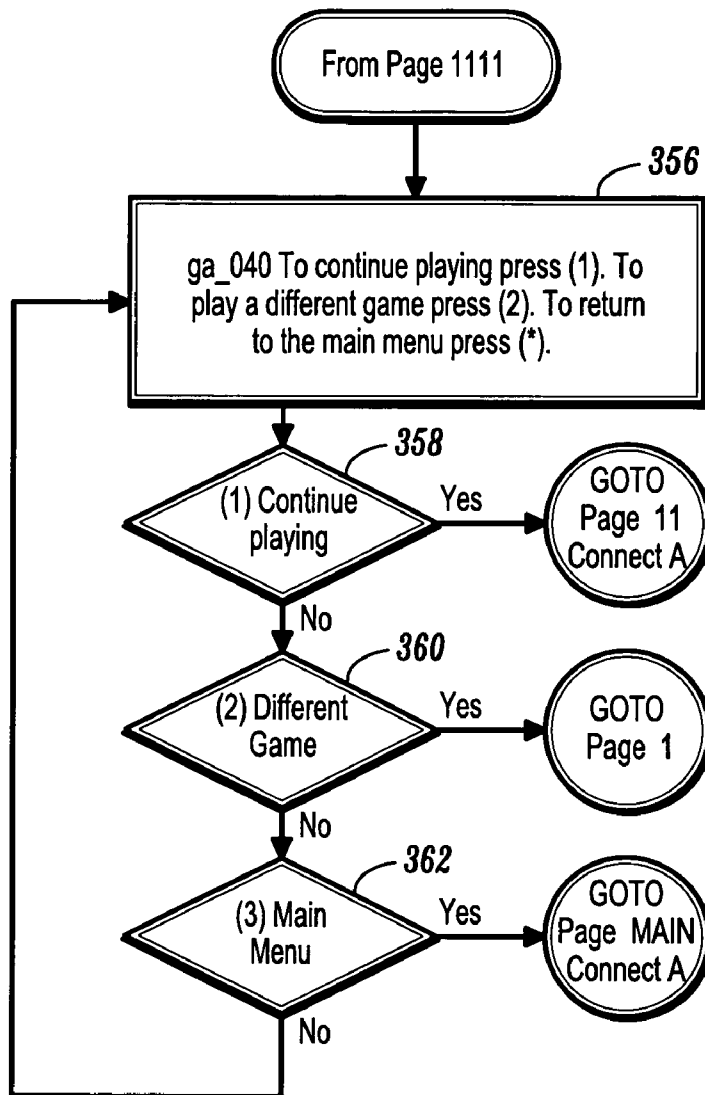 From Page 1111
356
ga_040 To continue playing press (1). To
play a different game press (2). To return
to the main menu press (*).
358
(1) Continue
playing
Yes
GOTO
Page 11
Connect A
No
360
(2) Different
Game
Yes
GOTO
Page 1
No
362
(3) Main
Menu
Yes
GOTO
Page MAIN
Connect A
No